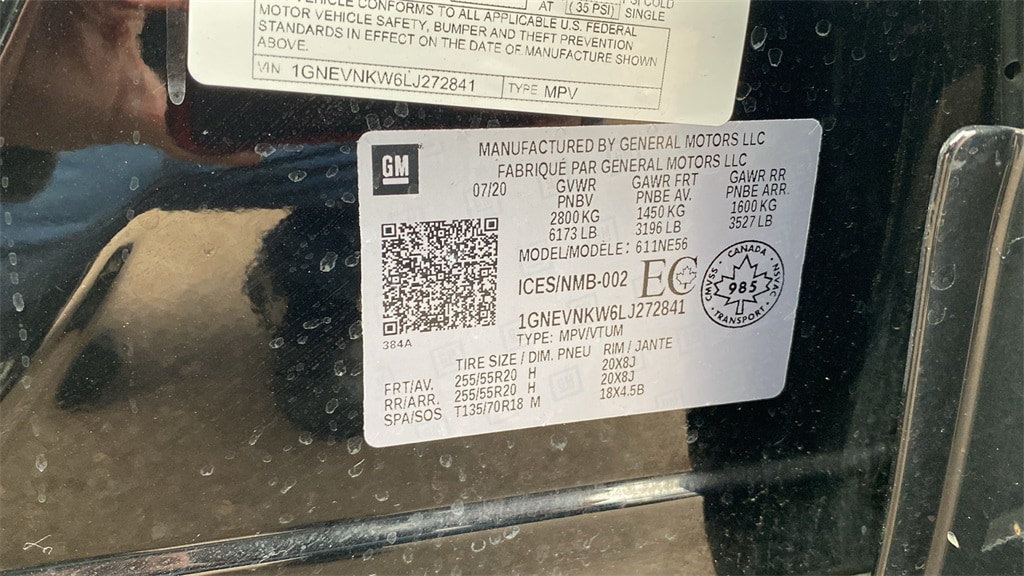 AT (35 PSI) PSI COLD
SINGLE
VEHICLE CONFORMS TO ALL APPLICABLE U.S. FEDERAL
MOTOR VEHICLE SAFETY, BUMPER AND THEFT PREVENTION
STANDARDS IN EFFECT ON THE DATE OF MANUFACTURE SHOWN
ABOVE.
VIN 1GNEVNKW6LJ272841 TYPE MPV
GM
MANUFACTURED BY GENERAL MOTORS LLC
FABRIQUÉ PAR GENERAL MOTORS LLC
07/20 GVWR GAWR FRT GAWR RR
PNBV PNBE AV. PNBE ARR.
2800 KG 1450 KG 1600 KG
6173 LB 3196 LB 3527 LB
MODEL/MODÈLE: 611NE56
ICES/NMB-002 EC
CANADA
CMVSS 985 NSVAC
TRANSPORT
1GNEVNKW6LJ272841
TYPE: MPV/VTUM
384A
TIRE SIZE / DIM. PNEU RIM / JANTE
FRT/AV. 255/55R20 H 20X8J
RR/ARR. 255/55R20 H 20X8J
SPA/SOS T135/70R18 M 18X4.5B